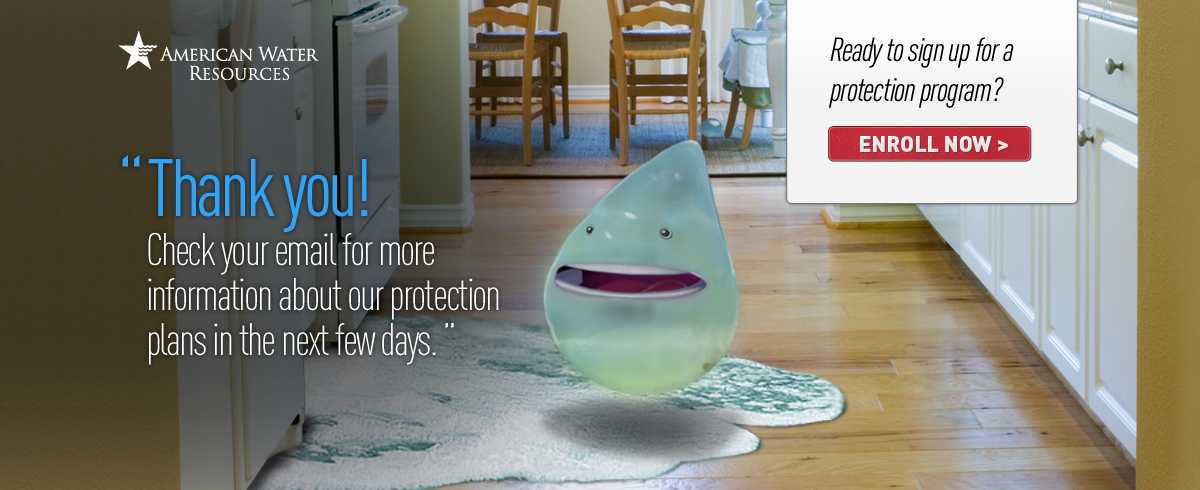 AMERICAN WATER
RESOURCES
“ Thank you!
Check your email for more
information about our protection
plans in the next few days. ”
Ready to sign up for a
protection program?
ENROLL NOW >